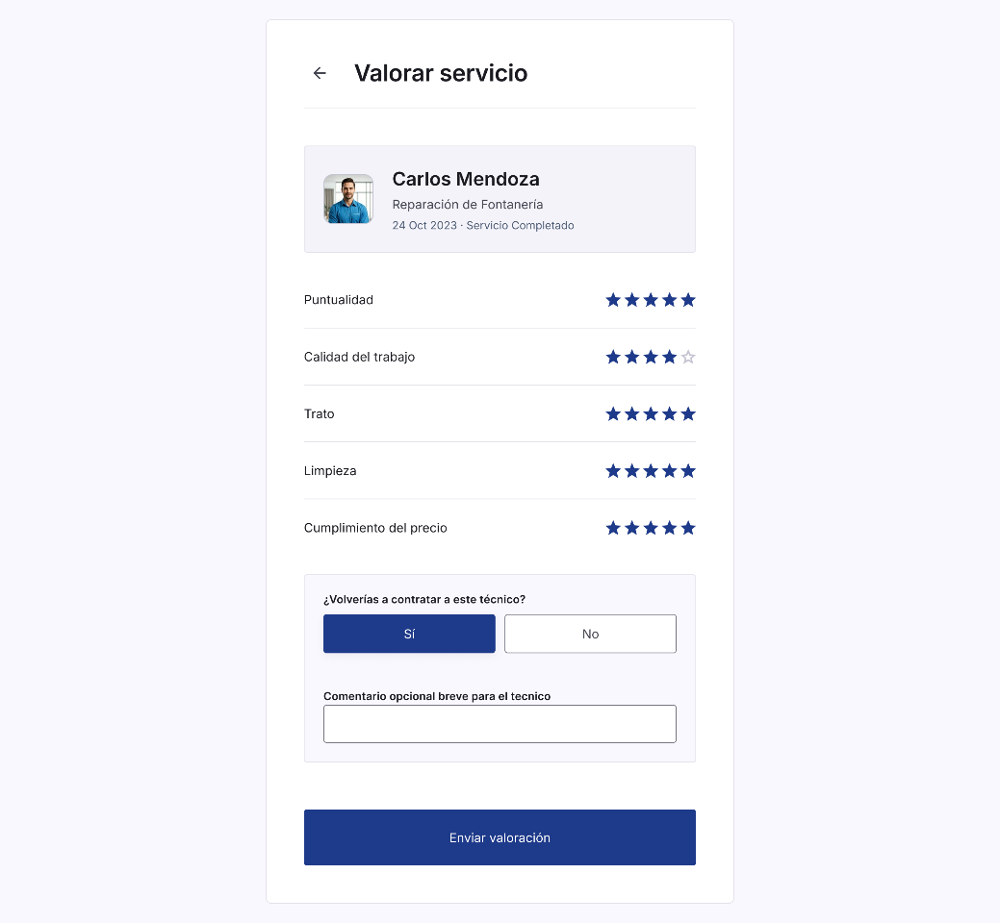 Valorar servicio
Carlos Mendoza
Reparación de Fontanería
24 Oct 2023 · Servicio Completado
Puntualidad
Calidad del trabajo
Trato
Limpieza
Cumplimiento del precio
¿Volverías a contratar a este técnico?
Sí
No
Comentario opcional breve para el tecnico
Enviar valoración